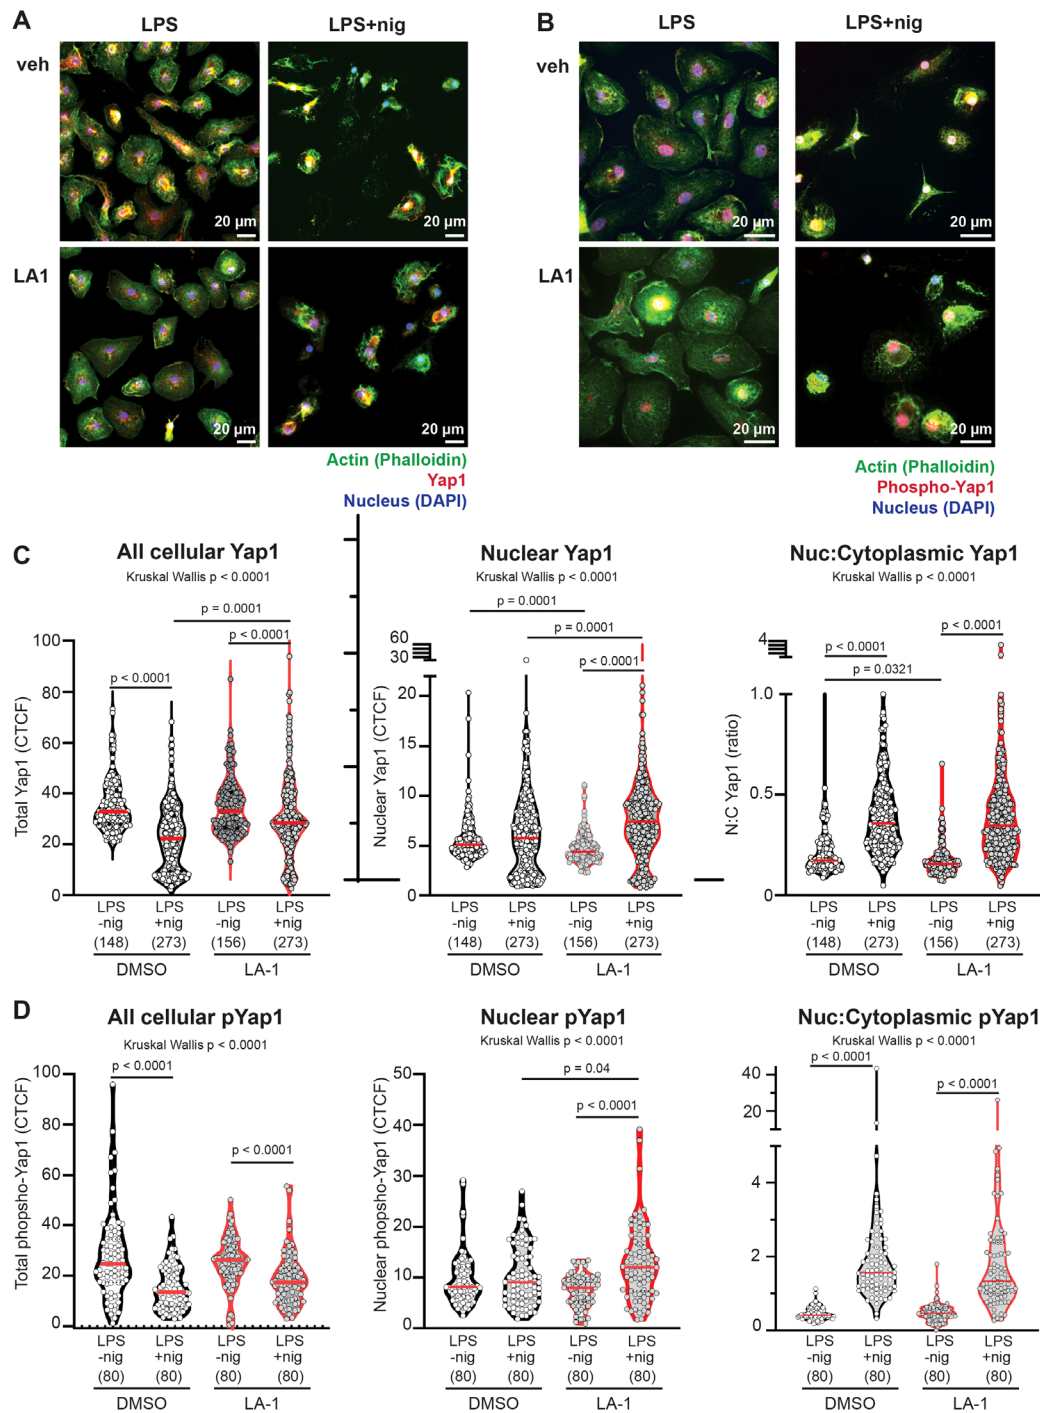 A
LPS
LPS+nig
B
LPS
LPS+nig
veh
veh
20 µm
20 µm
20 µm
20 µm
LA1
LA1
20 µm
20 µm
20 µm
20 µm
Actin (Phalloidin)
Yap1
Nucleus (DAPI)
Actin (Phalloidin)
Phospho-Yap1
Nucleus (DAPI)
C
All cellular Yap1
Kruskal Wallis p < 0.0001
p = 0.0001
p < 0.0001
p < 0.0001
Total Yap1 (CTCF)
100
80
60
40
20
0
LPS LPS LPS LPS
-nig +nig -nig +nig
(148) (273) (156) (273)
DMSO LA-1
Nuclear Yap1
Kruskal Wallis p < 0.0001
p = 0.0001
p = 0.0001
p < 0.0001
Nuclear Yap1 (CTCF)
60
30
20
15
10
5
0
LPS LPS LPS LPS
-nig +nig -nig +nig
(148) (273) (156) (273)
DMSO LA-1
Nuc:Cytoplasmic Yap1
Kruskal Wallis p < 0.0001
p < 0.0001
p < 0.0001
p = 0.0321
N:C Yap1 (ratio)
4
1.0
0.5
0
LPS LPS LPS LPS
-nig +nig -nig +nig
(148) (273) (156) (273)
DMSO LA-1
D
All cellular pYap1
Kruskal Wallis p < 0.0001
p < 0.0001
p < 0.0001
Total phopsho-Yap1 (CTCF)
100
80
60
40
20
0
LPS LPS LPS LPS
-nig +nig -nig +nig
(80) (80) (80) (80)
DMSO LA-1
Nuclear pYap1
Kruskal Wallis p < 0.0001
p = 0.04
p < 0.0001
Nuclear phospho-Yap1 (CTCF)
50
40
30
20
10
0
LPS LPS LPS LPS
-nig +nig -nig +nig
(80) (80) (80) (80)
DMSO LA-1
Nuc:Cytoplasmic pYap1
Kruskal Wallis p < 0.0001
p < 0.0001
p < 0.0001
40
20
4
2
0
LPS LPS LPS LPS
-nig +nig -nig +nig
(80) (80) (80) (80)
DMSO LA-1